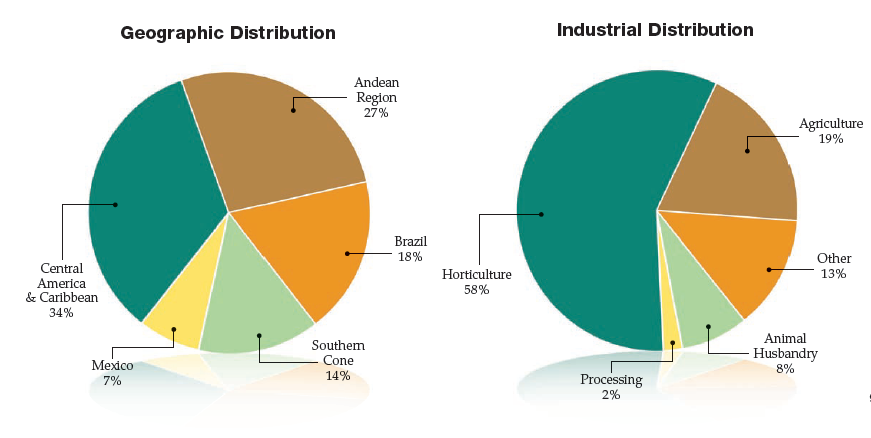 Geographic Distribution
Andean
Region
27%
Brazil
18%
Southern
Cone
14%
Mexico
7%
Central
America
& Caribbean
34%
Industrial Distribution
Agriculture
19%
Other
13%
Animal
Husbandry
8%
Processing
2%
Horticulture
58%